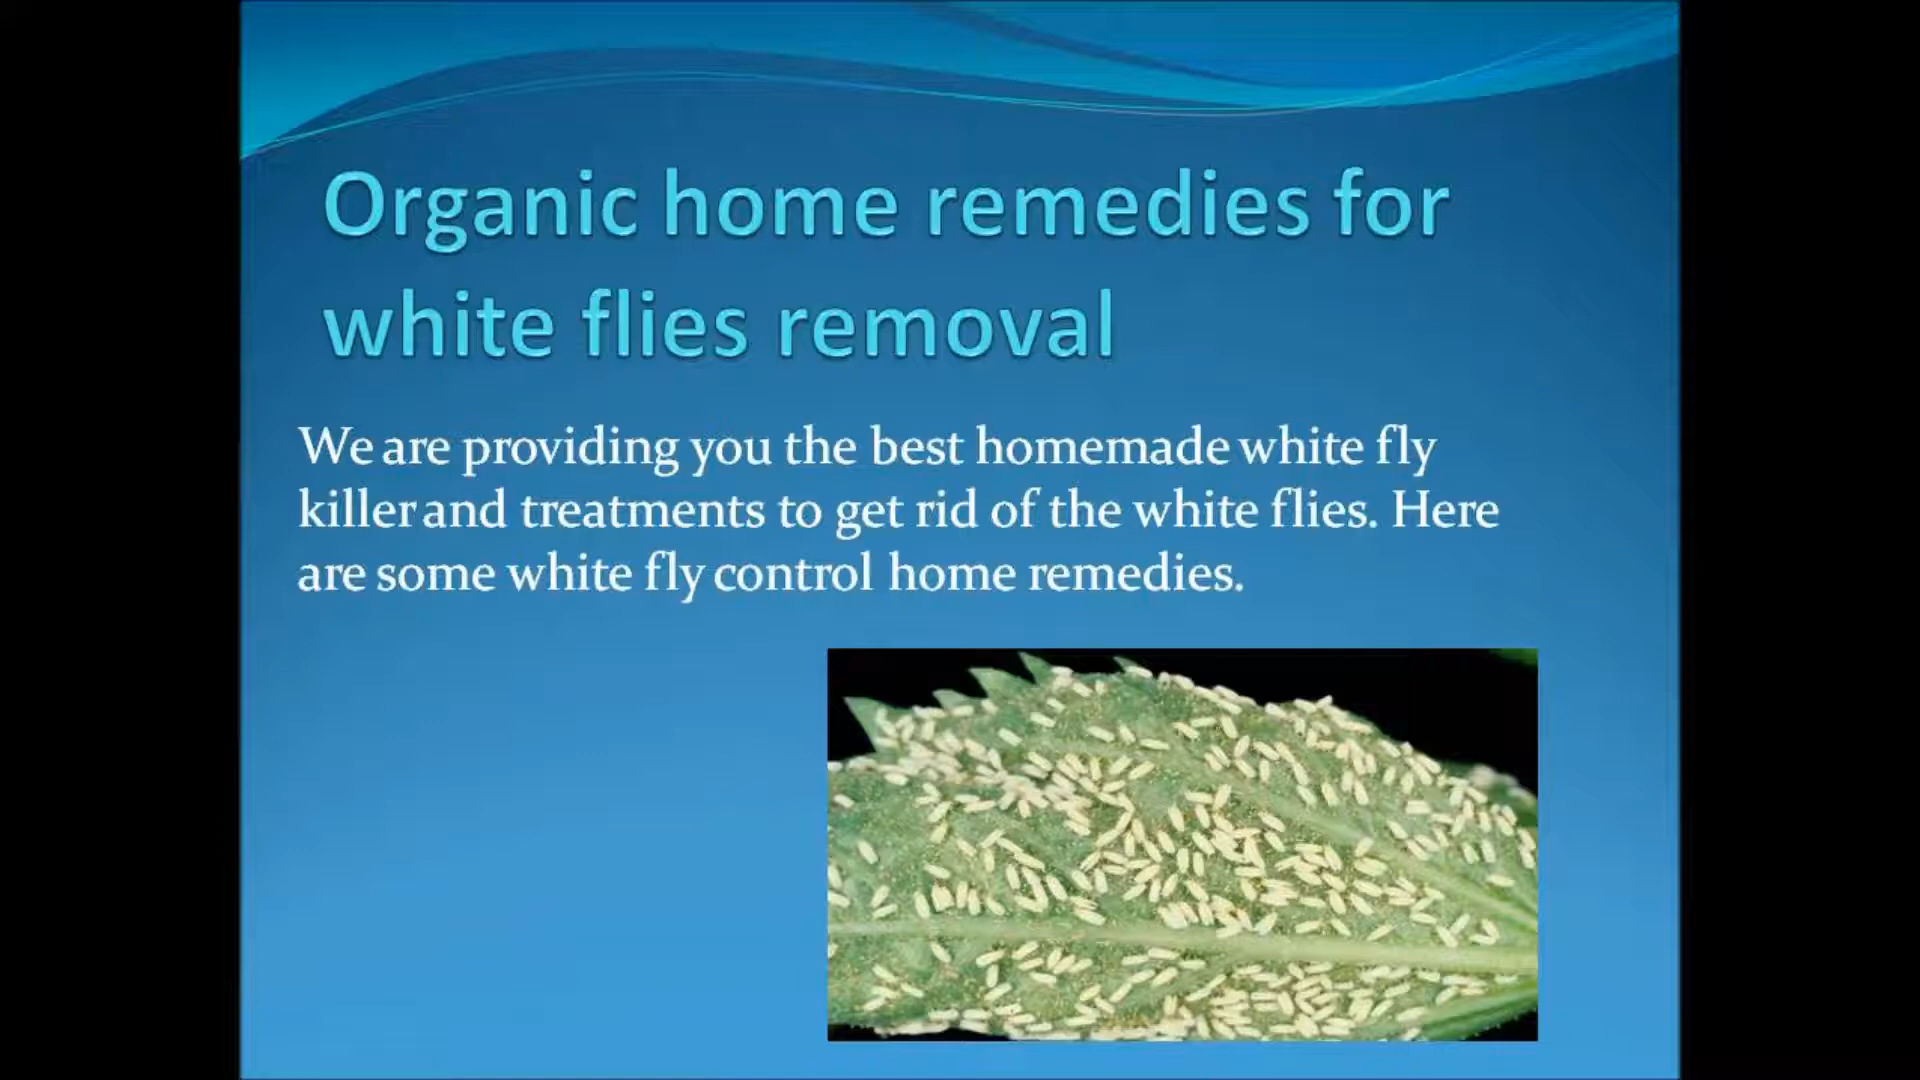 Organic home remedies for
white flies removal
We are providing you the best homemade white fly
killer and treatments to get rid of the white flies. Here
are some white fly control home remedies.